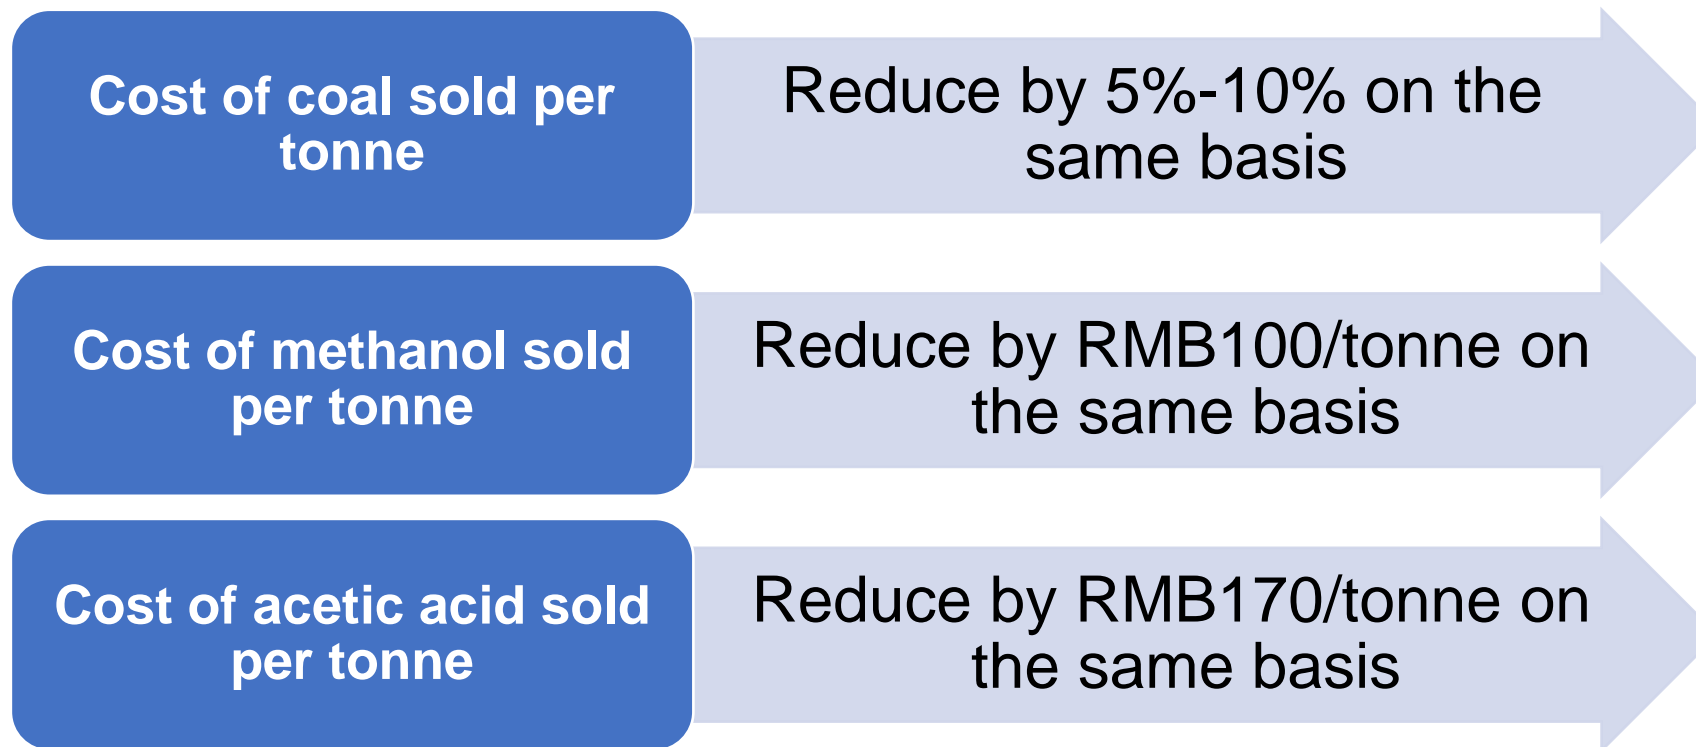 Cost of coal sold per
tonne
Reduce by 5%-10% on the
same basis
Cost of methanol sold
per tonne
Reduce by RMB100/tonne on
the same basis
Cost of acetic acid sold
per tonne
Reduce by RMB170/tonne on
the same basis